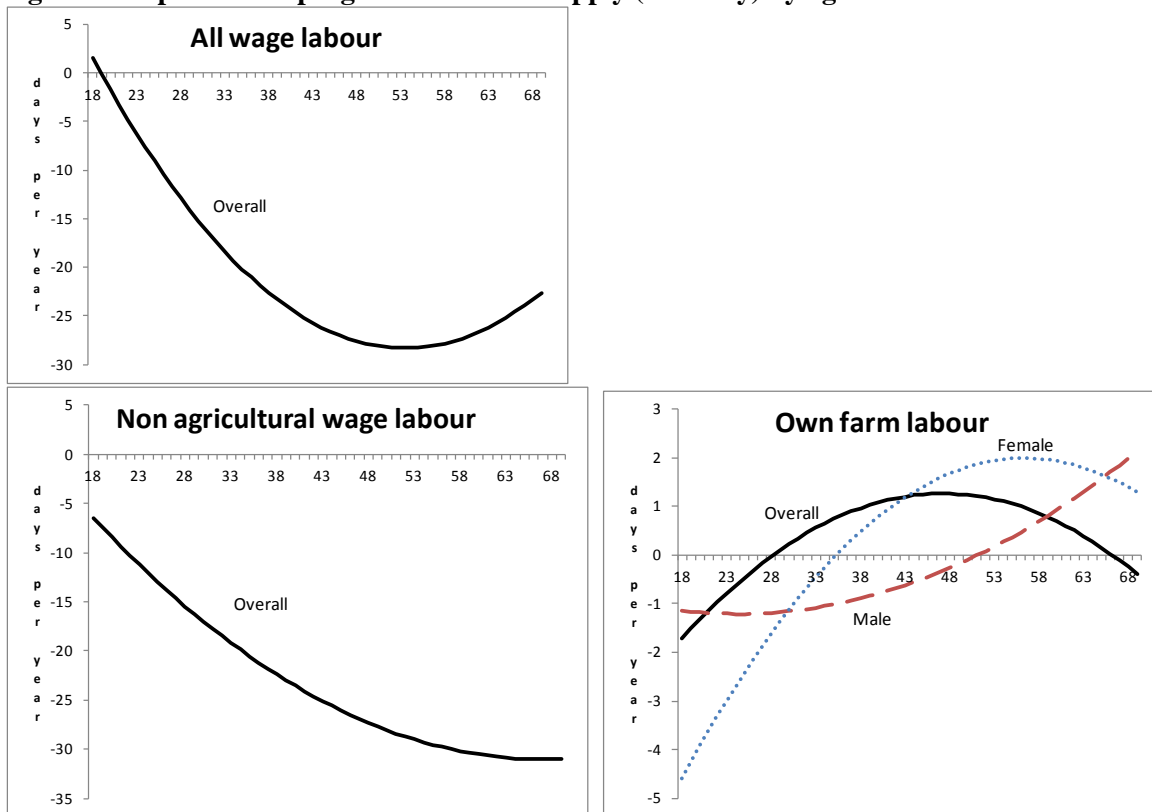 All wage labour
5
0
-5
-10
-15
-20
-25
-30
18 23 28 33 38 43 48 53 58 63 68
days per year
Overall
Non agricultural wage labour
5
0
-5
-10
-15
-20
-25
-30
-35
18 23 28 33 38 43 48 53 58 63 68
days per year
Overall
Own farm labour
3
2
1
0
-1
-2
-3
-4
-5
18 23 28 33 38 43 48 53 58 63 68
days per year
Female
Overall
Male